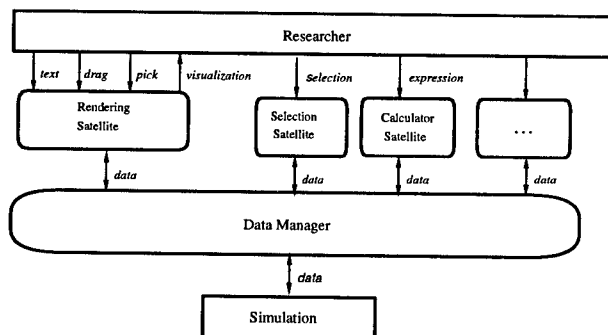 Researcher
text drag pick visualization selection expression
Rendering Satellite
Selection Satellite
Calculator Satellite
...
data data data data
Data Manager
data
Simulation